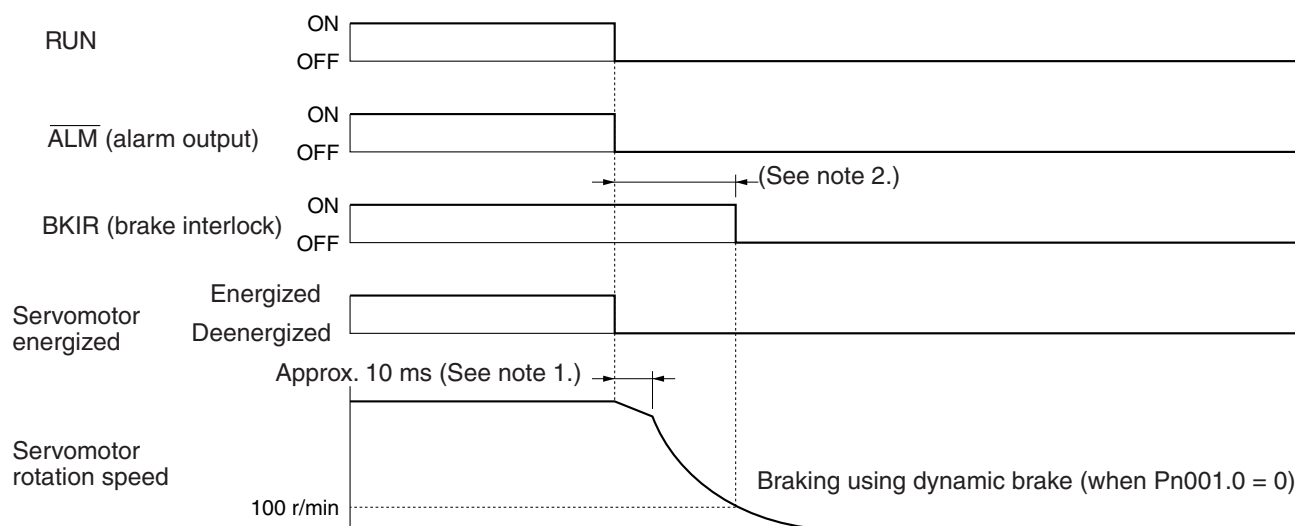 RUN
ON
OFF
ALM (alarm output)
ON
OFF
(See note 2.)
BKIR (brake interlock)
ON
OFF
Servomotor
energized
Energized
Deenergized
Approx. 10 ms (See note 1.)
Servomotor
rotation speed
Braking using dynamic brake (when Pn001.0 = 0)
100 r/min